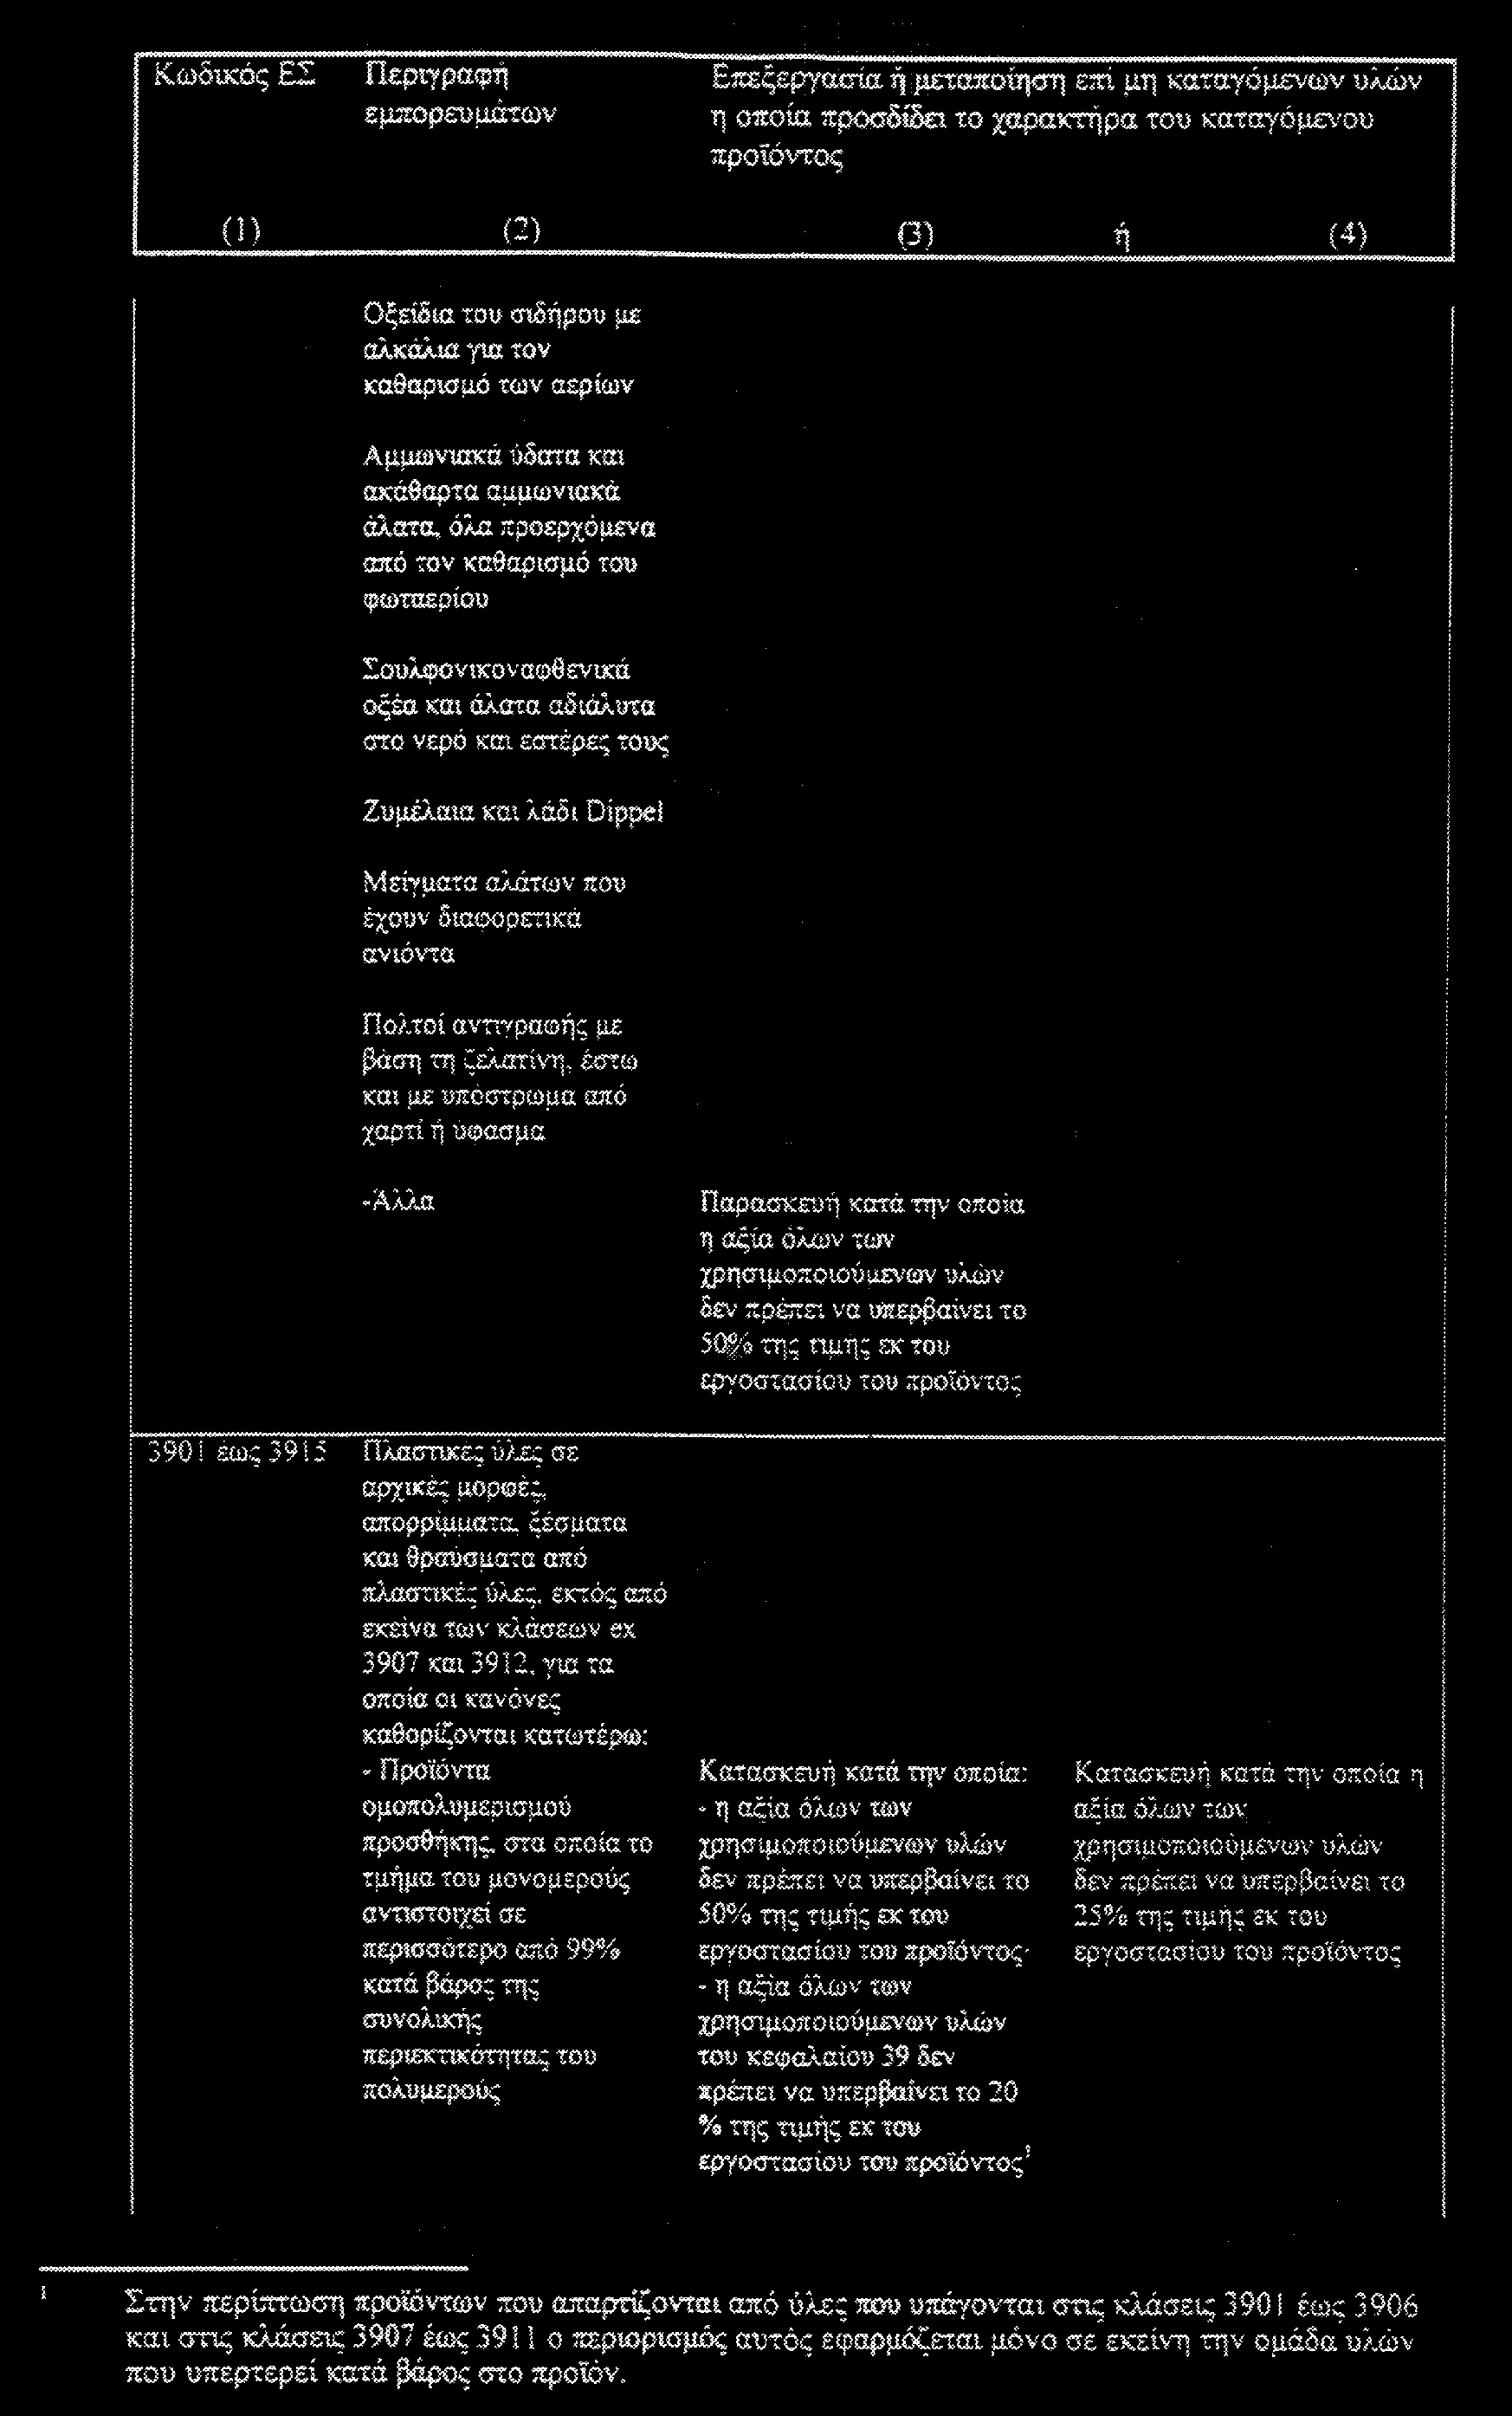 Κωδικός ΕΣ
Περιγραφή
εμπορευμάτων
Επεξεργασία ή μεταποίηση επί μη καταγόμενων υλών
η οποία προσδίδει το χαρακτήρα του καταγόμενου
προϊόντος
(1)
(2)
(3) ή (4)
Οξείδια του σιδήρου με
αλκάλια για τον
καθαρισμό των αερίων
Αμμωνιακά ύδατα και
ακάθαρτα αμμωνιακά
άλατα, όλα προερχόμενα
από τον καθαρισμό του
φωταερίου
Σουλφονικοναφθενικά
οξέα και άλατα αδιάλυτα
στο νερό και εστέρες τους
Ζυμέλαια και λάδι Dippel
Μείγματα αλάτων που
έχουν διαφορετικά
ανιόντα
Πολτοί αντιγραφής με
βάση τη ζελατίνη, έστω
και με υπόστρωμα από
χαρτί ή ύφασμα
-Άλλα
Παρασκευή κατά την οποία
η αξία όλων των
χρησιμοποιούμενων υλών
δεν πρέπει να υπερβαίνει το
50% της τιμής εκ του
εργοστασίου του προϊόντος
3901 έως 3915
Πλαστικές ύλες σε
αρχικές μορφές,
απορρίμματα, ξέσματα
και θραύσματα από
πλαστικές ύλες, εκτός από
εκείνα των κλάσεων ex
3907 και 3912, για τα
οποία οι κανόνες
καθορίζονται κατωτέρω:
- Προϊόντα
ομοπολυμερισμού
προσθήκης, στα οποία το
τμήμα του μονομερούς
αντιστοιχεί σε
περισσότερο από 99%
κατά βάρος της
συνολικής
περιεκτικότητας του
πολυμερούς
Κατασκευή κατά την οποία:
- η αξία όλων των
χρησιμοποιούμενων υλών
δεν πρέπει να υπερβαίνει το
50% της τιμής εκ του
εργοστασίου του προϊόντος·
- η αξία όλων των
χρησιμοποιούμενων υλών
του κεφαλαίου 39 δεν
πρέπει να υπερβαίνει το 20
% της τιμής εκ του
εργοστασίου του προϊόντος¹
Κατασκευή κατά την οποία η
αξία όλων των
χρησιμοποιούμενων υλών
δεν πρέπει να υπερβαίνει το
25% της τιμής εκ του
εργοστασίου του προϊόντος
¹ Στην περίπτωση προϊόντων που απαρτίζονται από ύλες που υπάγονται στις κλάσεις 3901 έως 3906
και στις κλάσεις 3907 έως 3911 ο περιορισμός αυτός εφαρμόζεται μόνο σε εκείνη την ομάδα υλών
που υπερτερεί κατά βάρος στο προϊόν.